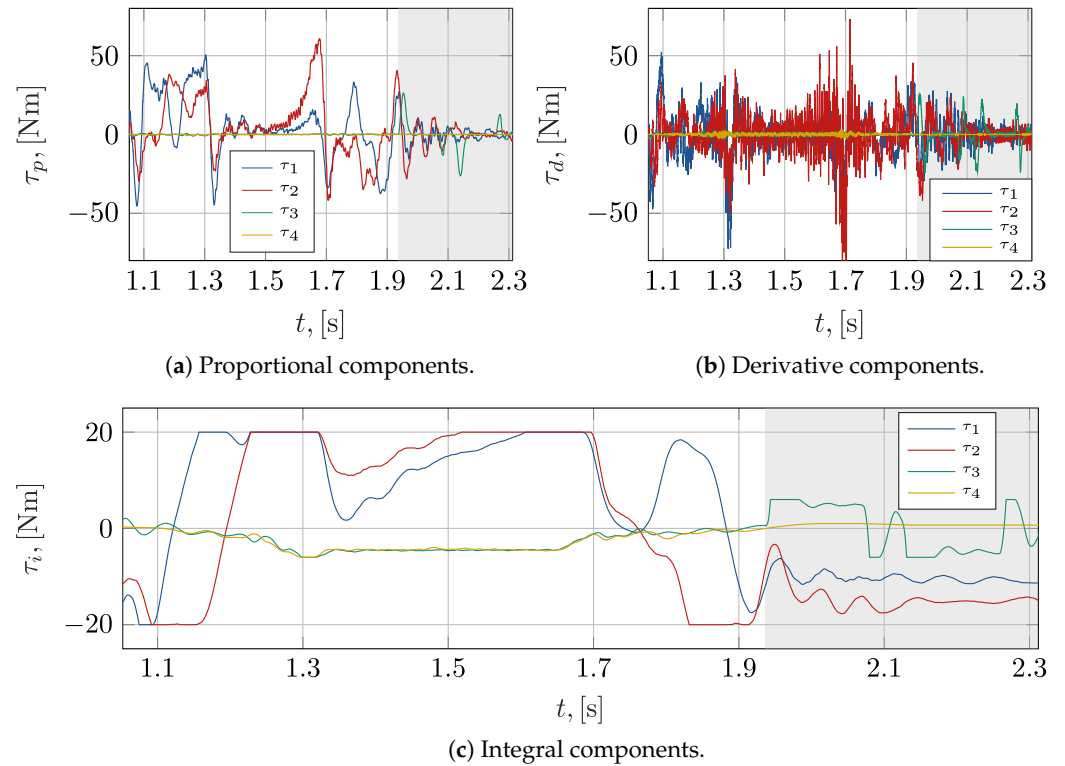 50
0
−50
τp, [Nm]
τ1
τ2
τ3
τ4
1.1 1.3 1.5 1.7 1.9 2.1 2.3
t, [s]
(a) Proportional components.
50
0
−50
τd, [Nm]
τ1
τ2
τ3
τ4
1.1 1.3 1.5 1.7 1.9 2.1 2.3
t, [s]
(b) Derivative components.
20
0
−20
τi, [Nm]
τ1
τ2
τ3
τ4
1.1 1.3 1.5 1.7 1.9 2.1 2.3
t, [s]
(c) Integral components.